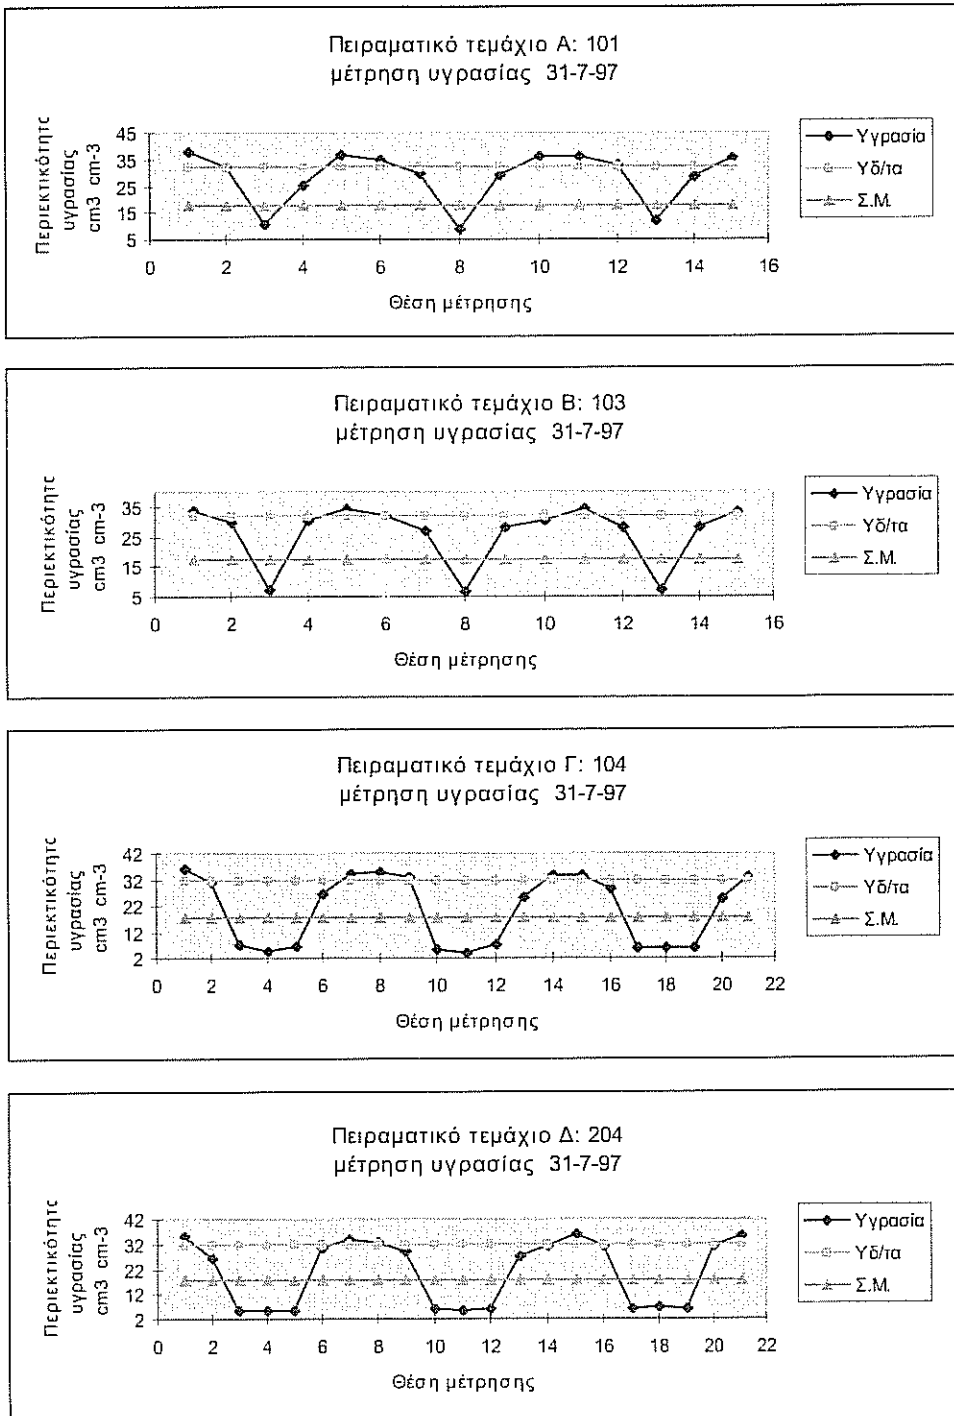 Πειραματικό τεμάχιο Α: 101
μέτρηση υγρασίας 31-7-97
Περιεκτικότητς
υγρασίας
cm3 cm-3
45
35
25
15
5
0 2 4 6 8 10 12 14 16
Θέση μέτρησης
Υγρασία
Υδ/τα
Σ.Μ.
Πειραματικό τεμάχιο Β: 103
μέτρηση υγρασίας 31-7-97
Περιεκτικότητς
υγρασίας
cm3 cm-3
35
25
15
5
0 2 4 6 8 10 12 14 16
Θέση μέτρησης
Υγρασία
Υδ/τα
Σ.Μ.
Πειραματικό τεμάχιο Γ: 104
μέτρηση υγρασίας 31-7-97
Περιεκτικότητς
υγρασίας
cm3 cm-3
42
32
22
12
2
0 2 4 6 8 10 12 14 16 18 20 22
Θέση μέτρησης
Υγρασία
Υδ/τα
Σ.Μ.
Πειραματικό τεμάχιο Δ: 204
μέτρηση υγρασίας 31-7-97
Περιεκτικότητς
υγρασίας
cm3 cm-3
42
32
22
12
2
0 2 4 6 8 10 12 14 16 18 20 22
Θέση μέτρησης
Υγρασία
Υδ/τα
Σ.Μ.